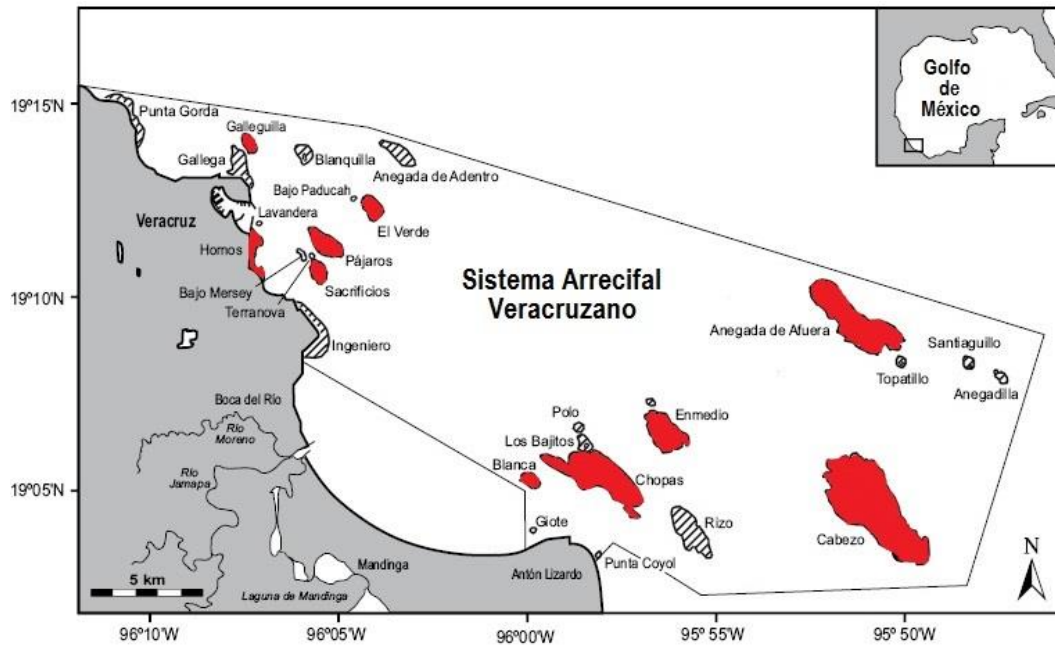 Golfo
de
México
19°15'N
19°10'N
19°05'N
Punta Gorda
Galleguilla
Gallega
Blanquilla
Anegada de Adentro
Bajo Paducah
Lavandera
El Verde
Veracruz
Hornos
Pájaros
Bajo Mersey
Sacrificios
Terranova
Ingeniero
Sistema Arrecifal
Veracruzano
Anegada de Afuera
Santiaguillo
Topatillo
Anegadilla
Boca del Río
Río
Moreno
Río
Jamapa
Polo
Enmedio
Los Bajitos
Blanca
Chopas
Giote
Rizo
Cabezo
Punta Coyol
Antón Lizardo
Mandinga
Laguna de Mandinga
5 km
N
96°10'W
96°05'W
96°00'W
95°55'W
95°50'W